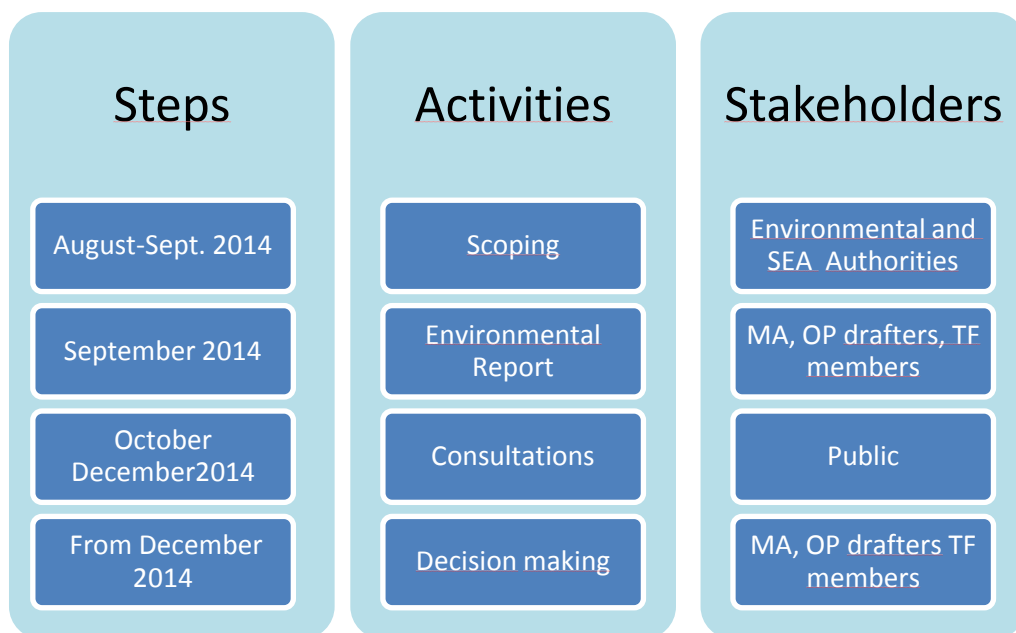 Steps
August-Sept. 2014
September 2014
October
December2014
From December
2014
Activities
Scoping
Environmental
Report
Consultations
Decision making
Stakeholders
Environmental and
SEA  Authorities
MA, OP drafters, TF
members
Public
MA, OP drafters TF
members